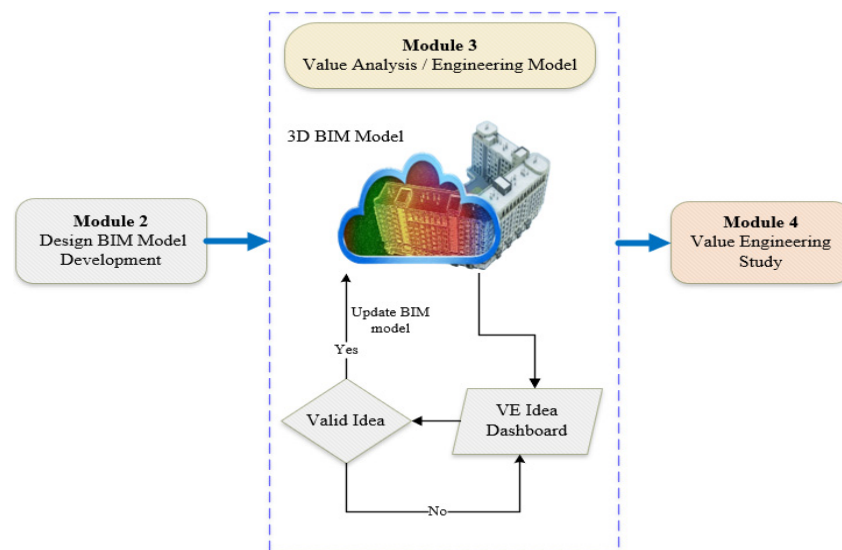 Module 3
Value Analysis / Engineering Model
3D BIM Model
Module 2
Design BIM Model
Development
Module 4
Value Engineering
Study
Update BIM
model
Yes
Valid Idea
VE Idea
Dashboard
No